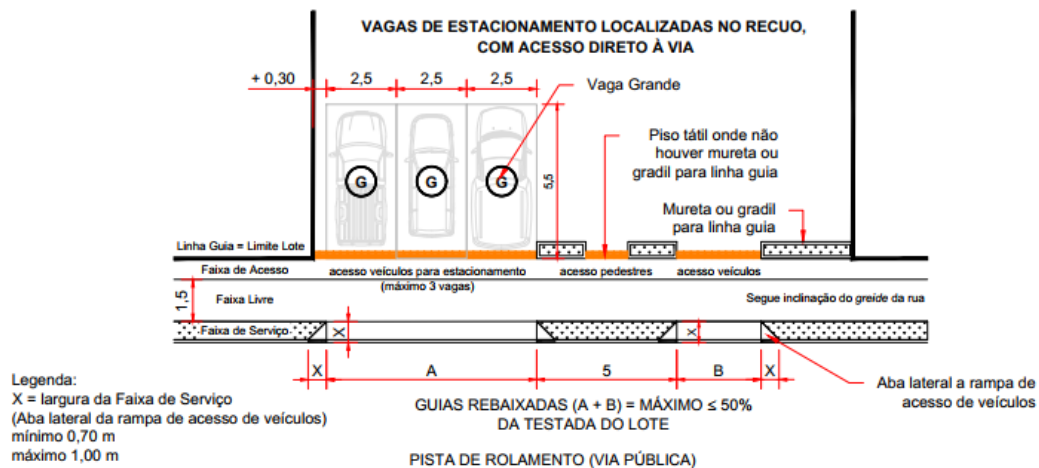 VAGAS DE ESTACIONAMENTO LOCALIZADAS NO RECUO,
COM ACESSO DIRETO À VIA
+ 0,30
2,5
2,5
2,5
Vaga Grande
G
G
G
5,5
Piso tátil onde não
houver mureta ou
gradil para linha guia
Mureta ou gradil
para linha guia
Linha Guia = Limite Lote
Faixa de Acesso
acesso veículos para estacionamento
(máximo 3 vagas)
acesso pedestres
acesso veículos
1,5
Faixa Livre
Segue inclinação do greide da rua
Faixa de Serviço
X
X
X
A
5
B
X
Aba lateral a rampa de
acesso de veículos
Legenda:
X = largura da Faixa de Serviço
(Aba lateral da rampa de acesso de veículos)
mínimo 0,70 m
máximo 1,00 m
GUIAS REBAIXADAS (A + B) = MÁXIMO ≤ 50%
DA TESTADA DO LOTE
PISTA DE ROLAMENTO (VIA PÚBLICA)